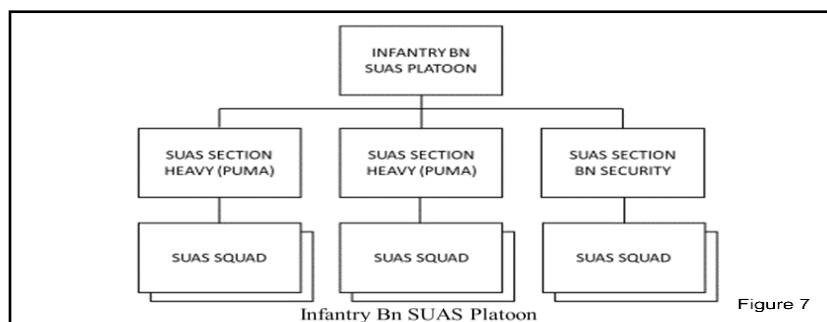 INFANTRY BN
SUAS PLATOON
SUAS SECTION
HEAVY (PUMA)
SUAS SECTION
HEAVY (PUMA)
SUAS SECTION
BN SECURITY
SUAS SQUAD
SUAS SQUAD
SUAS SQUAD
Figure 7
Infantry Bn SUAS Platoon